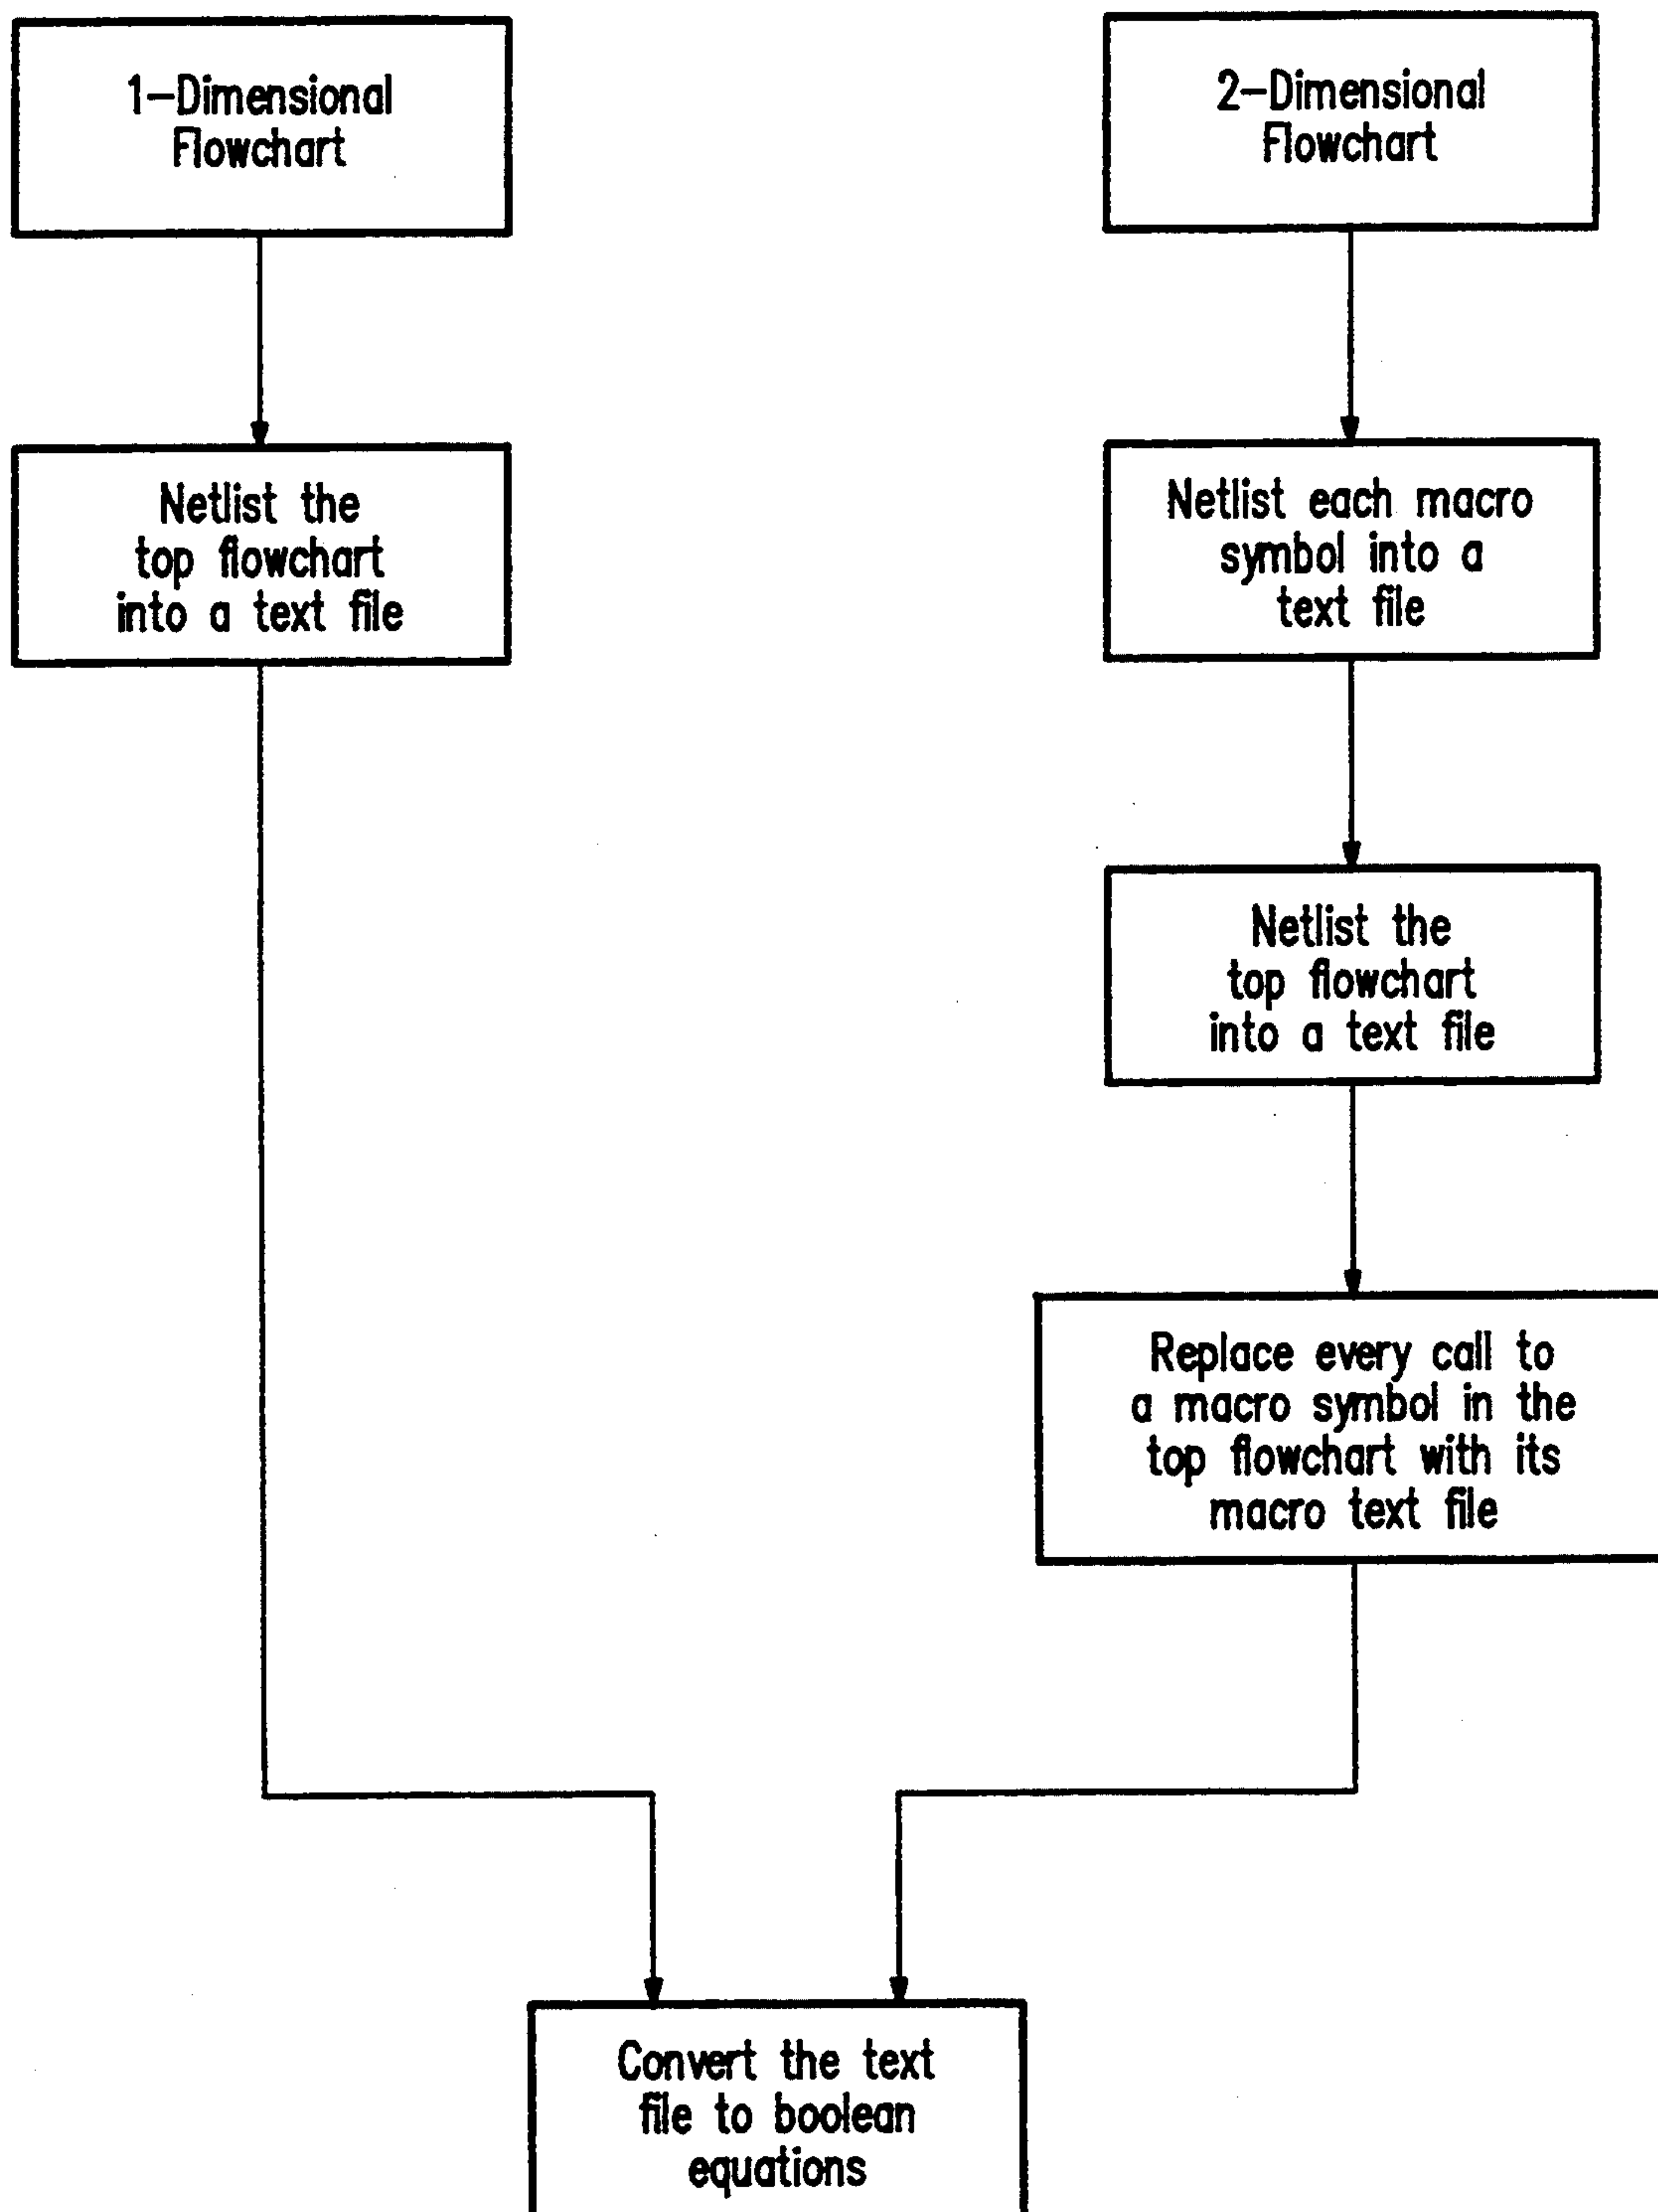 1-Dimensional
Flowchart
2-Dimensional
Flowchart
Netlist the
top flowchart
into a text file
Netlist each macro
symbol into a
text file
Netlist the
top flowchart
into a text file
Replace every call to
a macro symbol in the
top flowchart with its
macro text file
Convert the text
file to boolean
equations